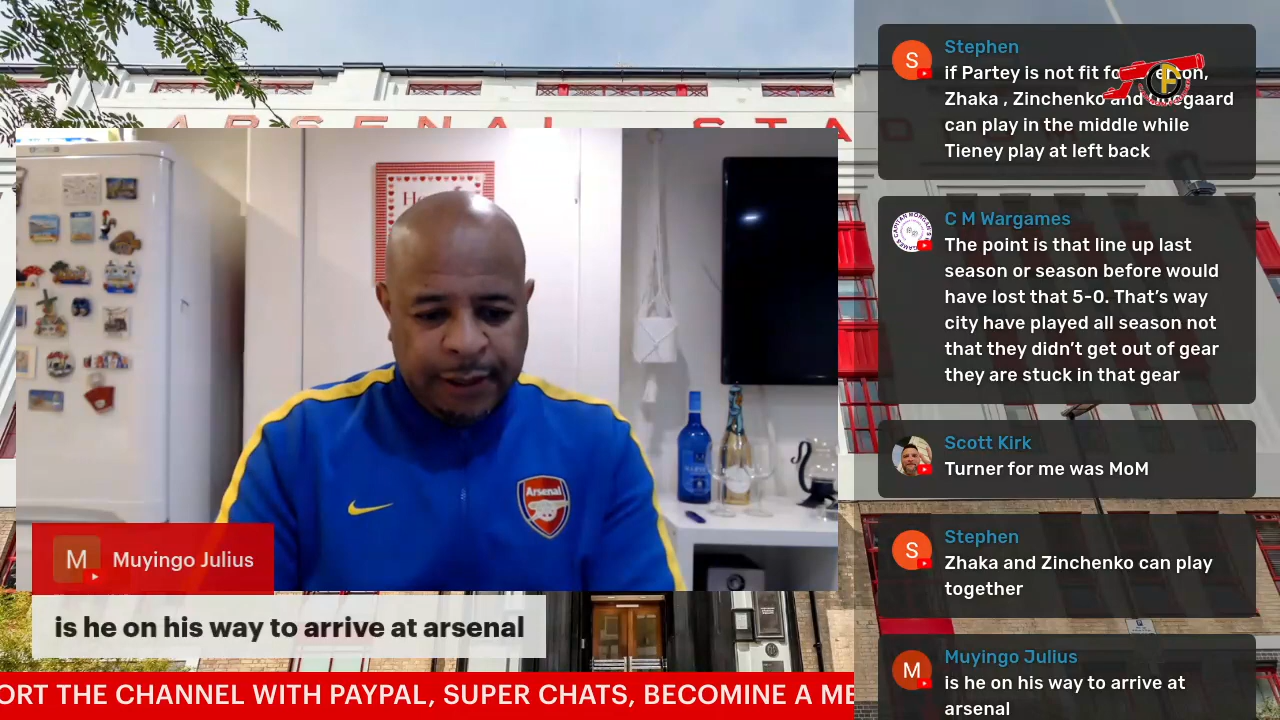 ARSENAL STA
Arsenal
Muyingo Julius
M
is he on his way to arrive at arsenal
ORT THE CHANNEL WITH PAYPAL, SUPER CHATS, BECOMINE A ME
S
Stephen
if Partey is not fit
Zhaka , Zinchenko and
can play in the middle while
Tieney play at left back
C M Wargames
The point is that line up last
season or season before would
have lost that 5-0. That's way
city have played all season not
that they didn't get out of gear
they are stuck in that gear
Scott Kirk
Turner for me was MoM
S
Stephen
Zhaka and Zinchenko can play
together
M
Muyingo Julius
is he on his way to arrive at
arsenal